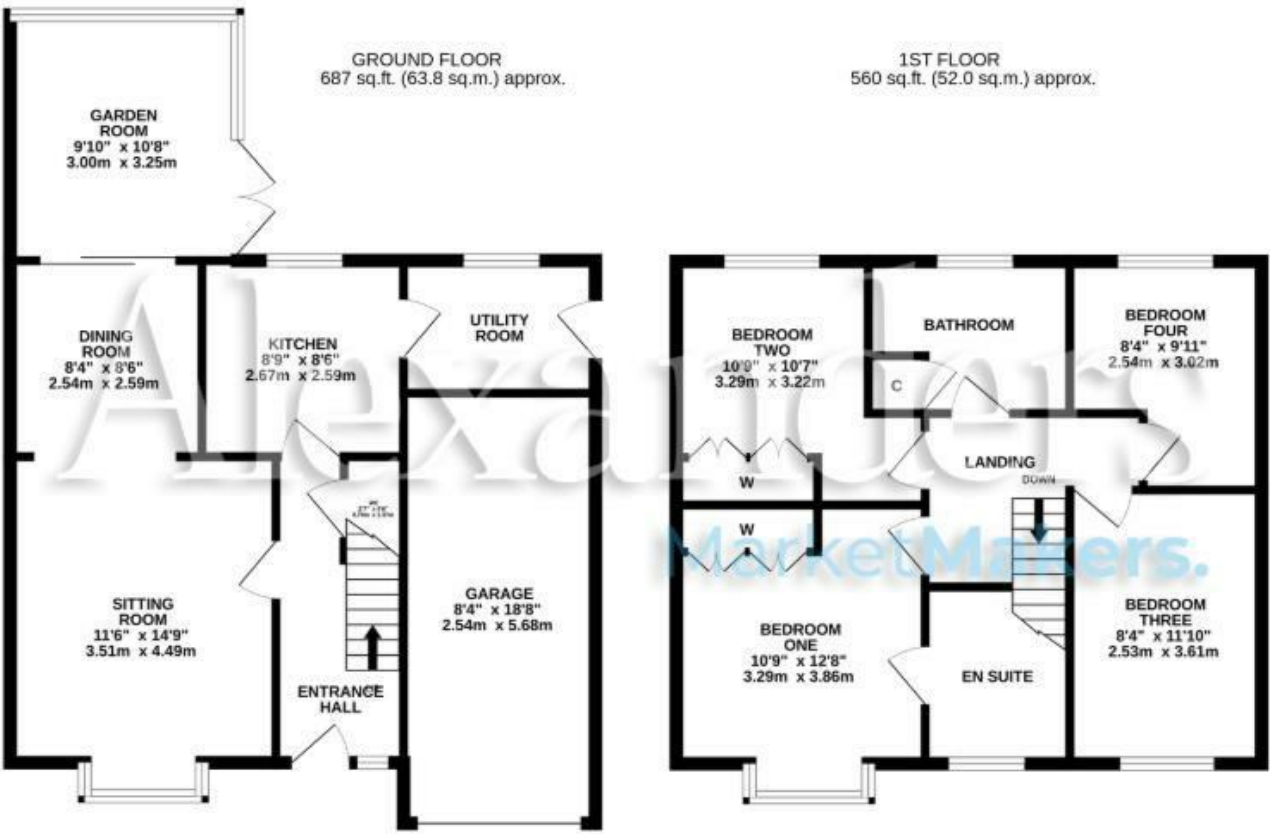 GROUND FLOOR
687 sq.ft. (63.8 sq.m.) approx.
1ST FLOOR
560 sq.ft. (52.0 sq.m.) approx.
GARDEN
ROOM
9'10" x 10'8"
3.00m x 3.25m
DINING
ROOM
8'4" x 8'6"
2.54m x 2.59m
KITCHEN
8'9" x 8'6"
2.67m x 2.59m
UTILITY
ROOM
SITTING
ROOM
11'6" x 14'9"
3.51m x 4.49m
GARAGE
8'4" x 18'8"
2.54m x 5.68m
ENTRANCE
HALL
UP
BEDROOM
TWO
10'9" x 10'7"
3.29m x 3.22m
BATHROOM
C
BEDROOM
FOUR
8'4" x 9'11"
2.54m x 3.02m
LANDING
DOWN
W
W
BEDROOM
ONE
10'9" x 12'8"
3.29m x 3.86m
EN SUITE
BEDROOM
THREE
8'4" x 11'10"
2.53m x 3.61m
Alexanders
MarketMakers.